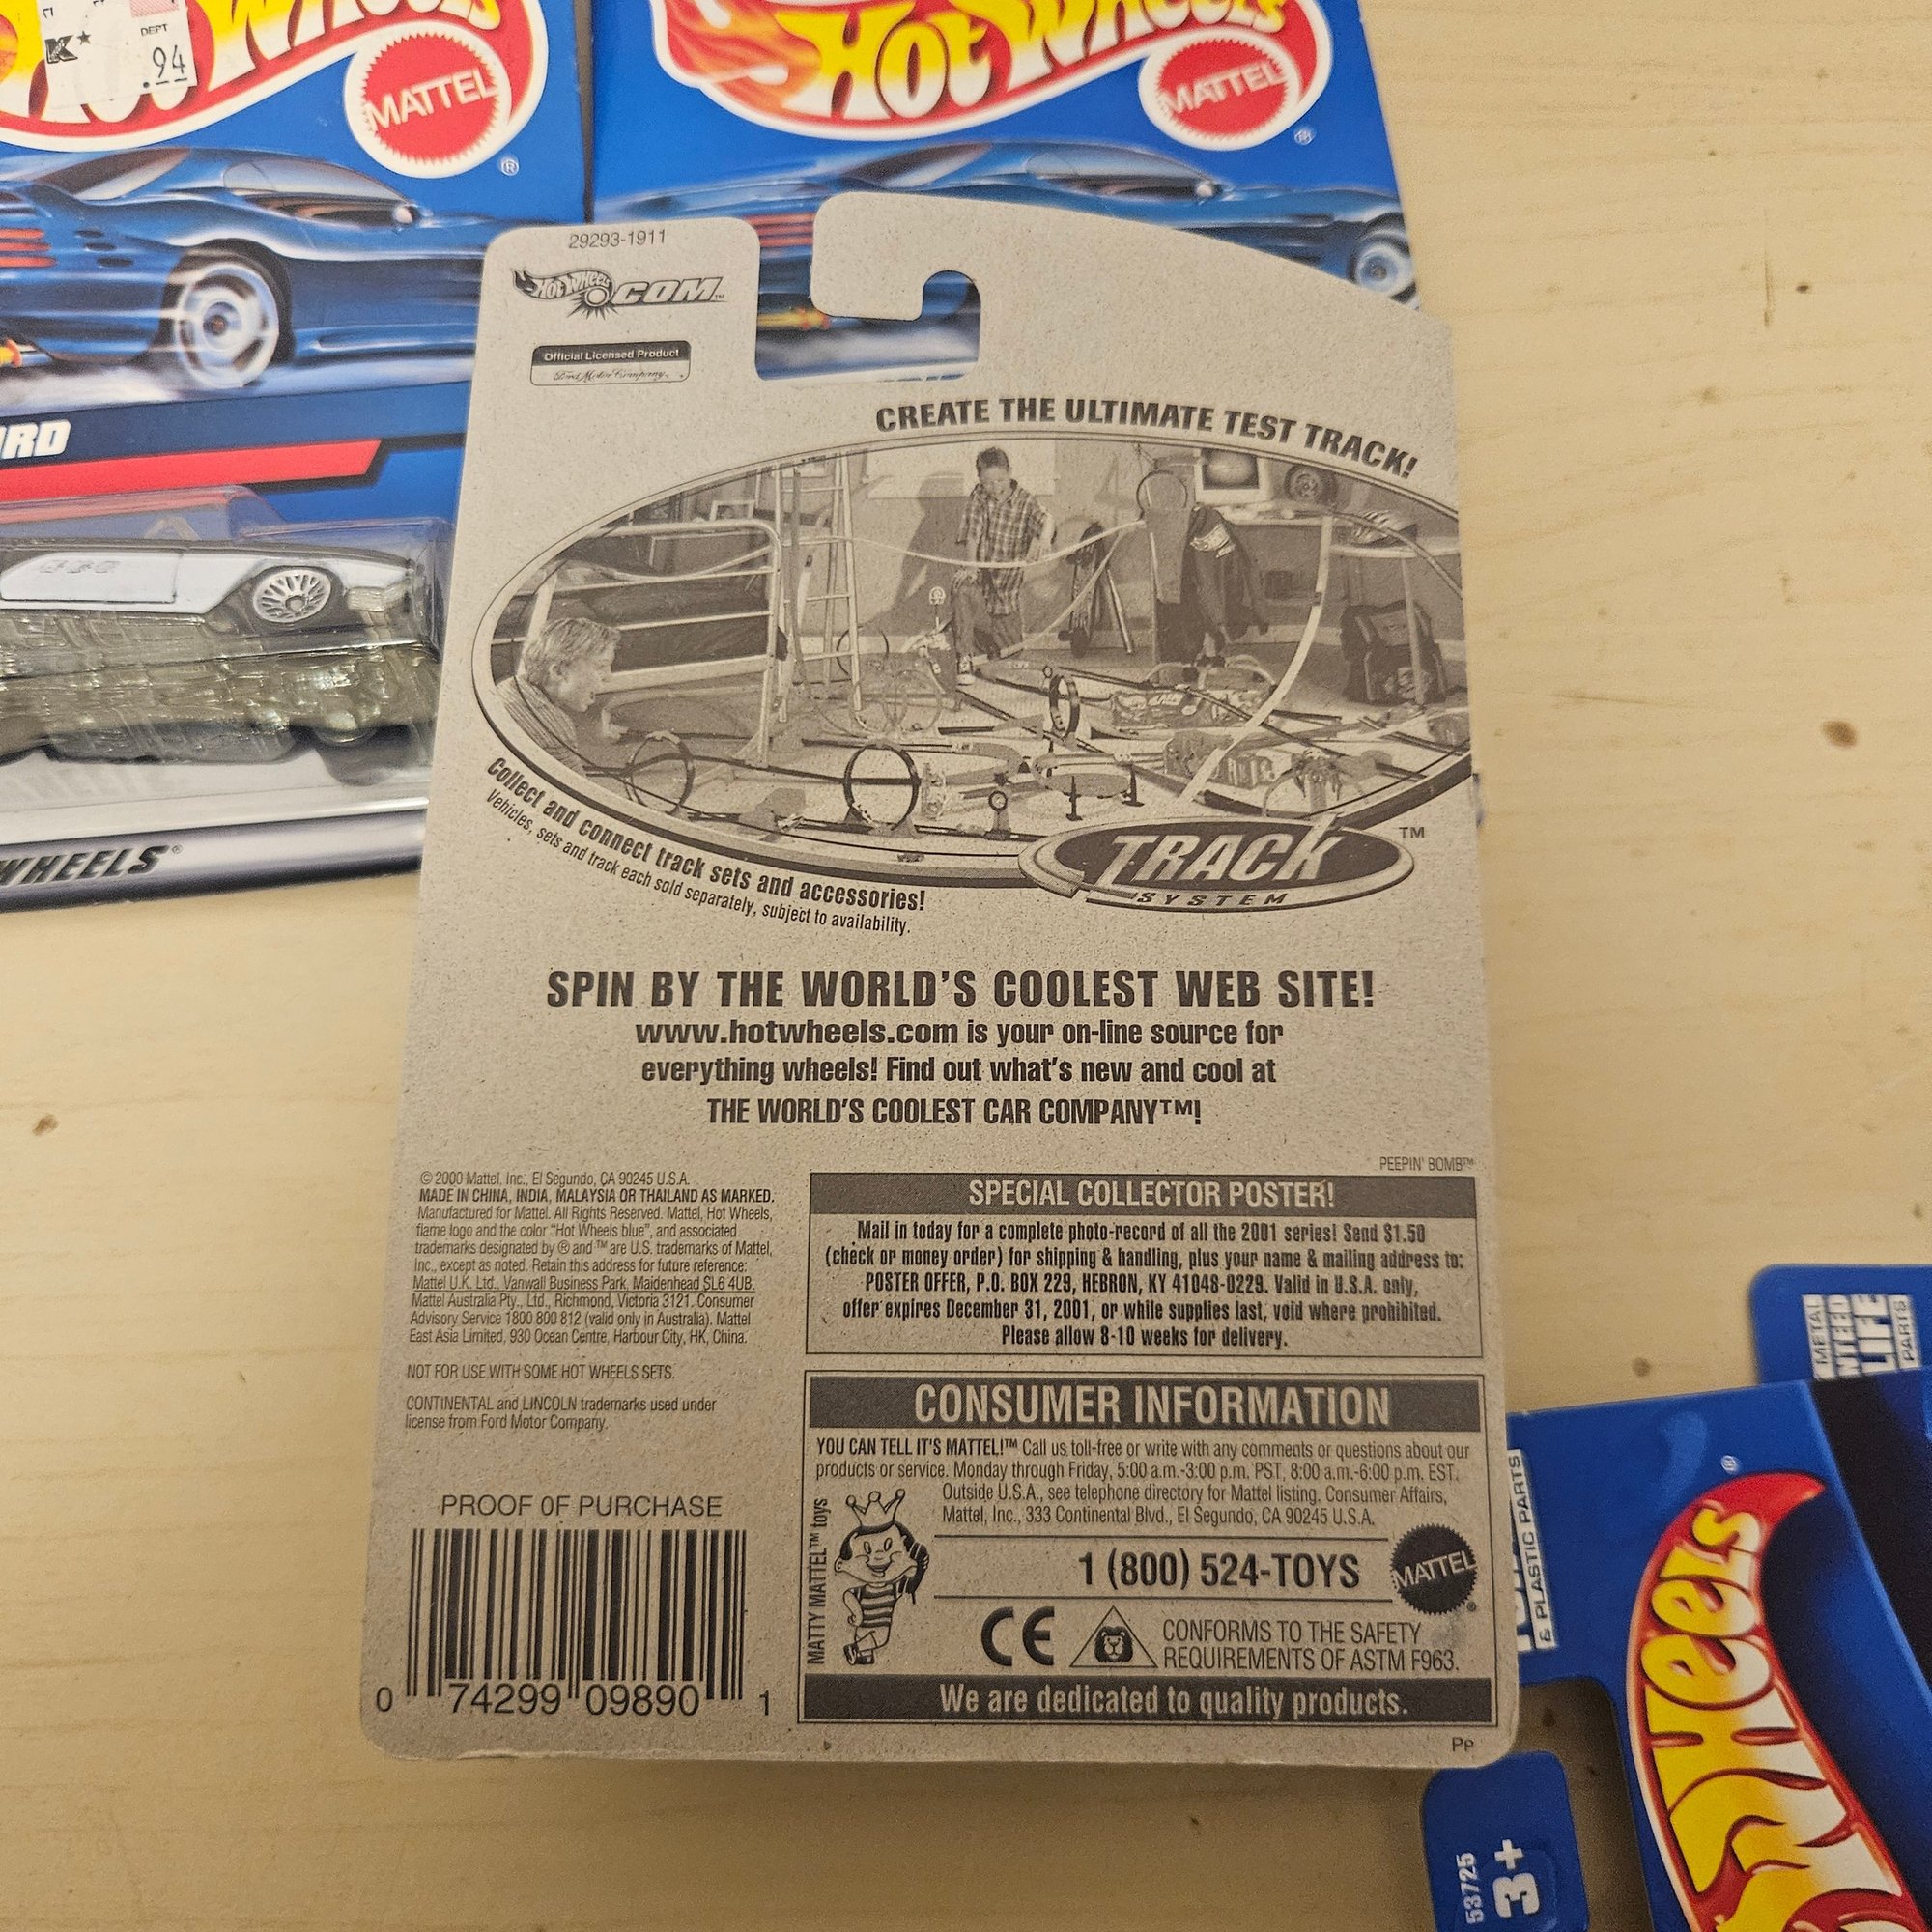 K★
DEPT
.94
HOT WHEELS
MATTEL
®
HOT WHEELS
MATTEL
®
WHEELS®
29293-1911
HOT WHEELS.COM™
Official Licensed Product
Ford Motor Company
CREATE THE ULTIMATE TEST TRACK!
Collect and connect track sets and accessories!
Vehicles, sets and track each sold separately, subject to availability.
TRACK™
SYSTEM
SPIN BY THE WORLD'S COOLEST WEB SITE!
www.hotwheels.com is your on-line source for
everything wheels! Find out what's new and cool at
THE WORLD'S COOLEST CAR COMPANY™!
© 2000 Mattel, Inc., El Segundo, CA 90245 U.S.A.
MADE IN CHINA, INDIA, MALAYSIA OR THAILAND AS MARKED.
Manufactured for Mattel. All Rights Reserved. Mattel, Hot Wheels,
flame logo and the color "Hot Wheels blue", and associated
trademarks designated by ® and ™ are U.S. trademarks of Mattel,
Inc., except as noted. Retain this address for future reference:
Mattel U.K. Ltd., Vanwall Business Park, Maidenhead SL6 4UB.
Mattel Australia Pty., Ltd., Richmond, Victoria 3121. Consumer
Advisory Service 1800 800 812 (valid only in Australia). Mattel
East Asia Limited, 930 Ocean Centre, Harbour City, HK, China.
NOT FOR USE WITH SOME HOT WHEELS SETS.
CONTINENTAL and LINCOLN trademarks used under
license from Ford Motor Company.
PROOF OF PURCHASE
0 74299 09890 1
PEEPIN' BOMB™
SPECIAL COLLECTOR POSTER!
Mail in today for a complete photo-record of all the 2001 series! Send $1.50
(check or money order) for shipping & handling, plus your name & mailing address to:
POSTER OFFER, P.O. BOX 229, HEBRON, KY 41048-0229. Valid in U.S.A. only,
offer expires December 31, 2001, or while supplies last, void where prohibited.
Please allow 8-10 weeks for delivery.
CONSUMER INFORMATION
YOU CAN TELL IT'S MATTEL!™ Call us toll-free or write with any comments or questions about our
products or service. Monday through Friday, 5:00 a.m.-3:00 p.m. PST, 8:00 a.m.-6:00 p.m. EST.
Outside U.S.A., see telephone directory for Mattel listing. Consumer Affairs,
Mattel, Inc., 333 Continental Blvd., El Segundo, CA 90245 U.S.A.
MATTY MATTEL™ toys
1 (800) 524-TOYS
MATTEL®
CE
CONFORMS TO THE SAFETY
REQUIREMENTS OF ASTM F963.
We are dedicated to quality products.
PP
METAL
LIFE
PARTS
& PLASTIC PARTS
®
Wheels
53725
3+